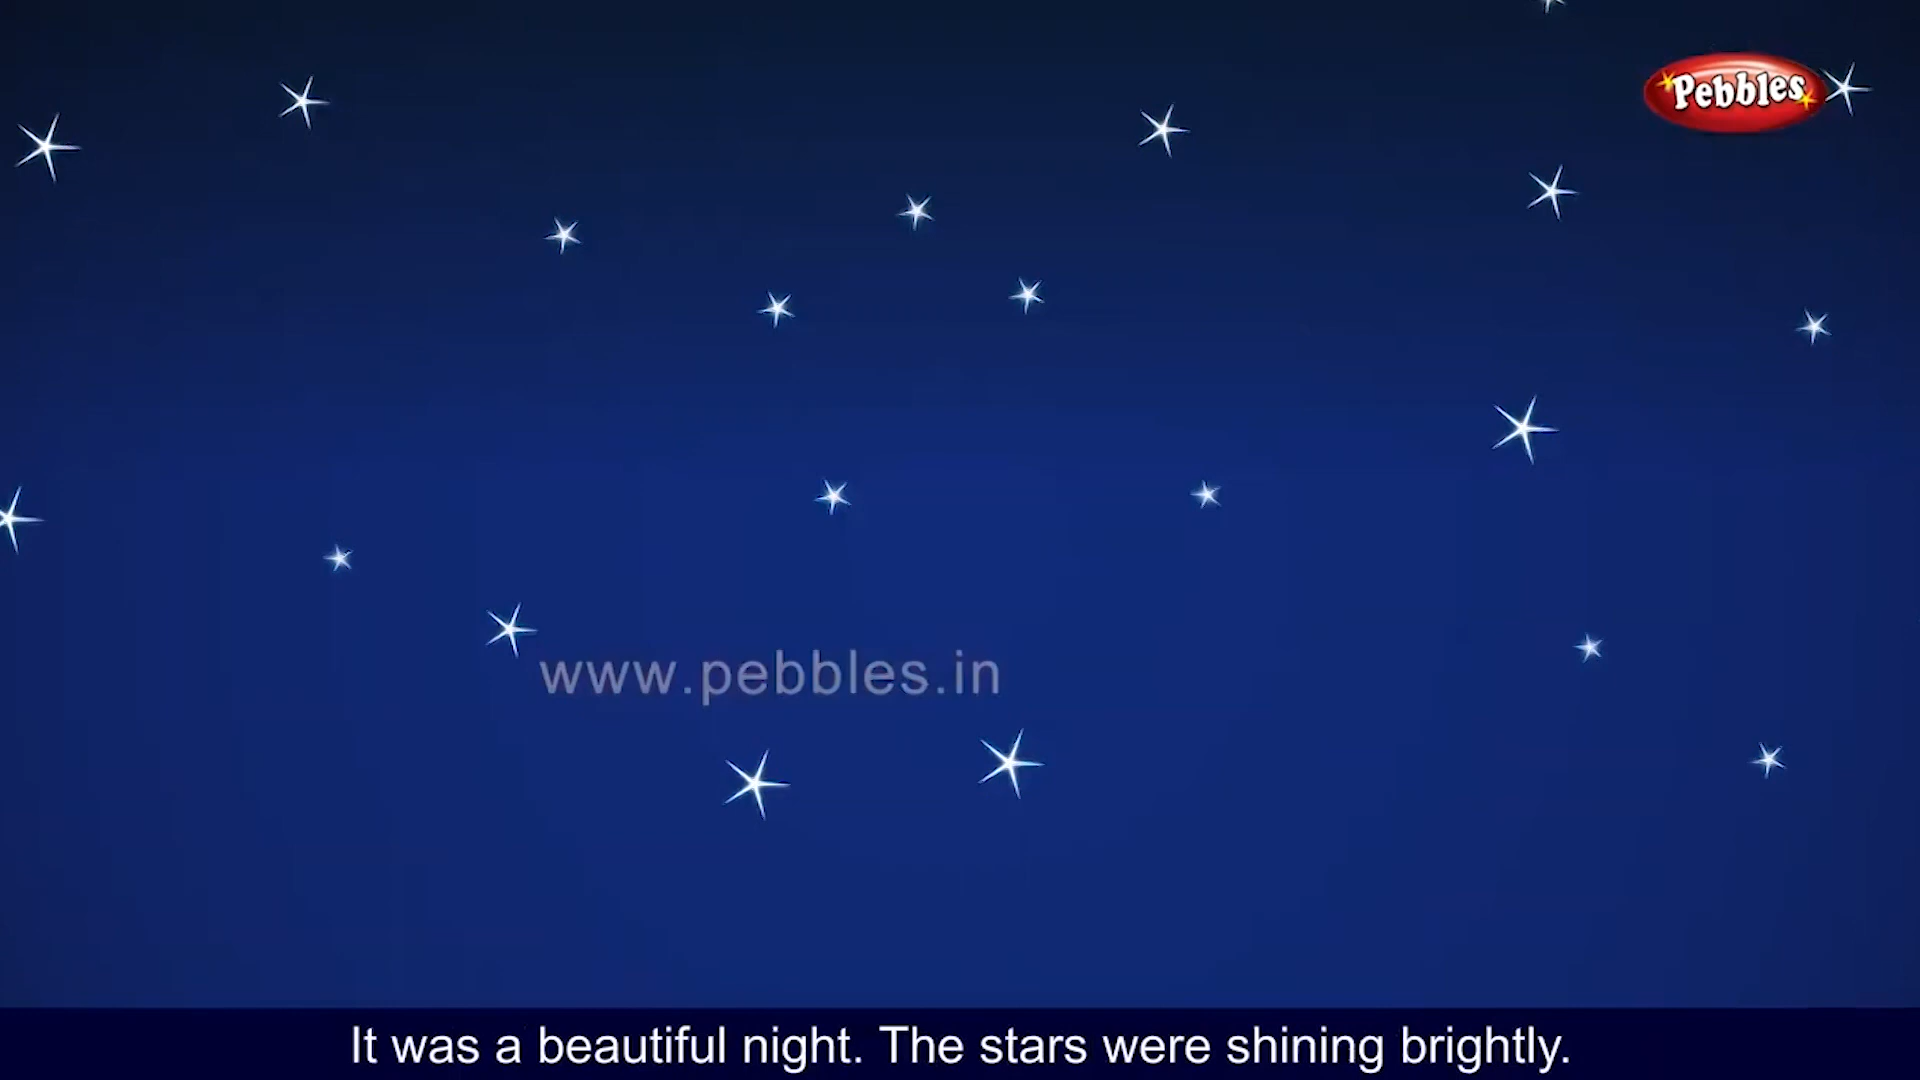 Pebbles
www.pebbles.in
It was a beautiful night. The stars were shining brightly.